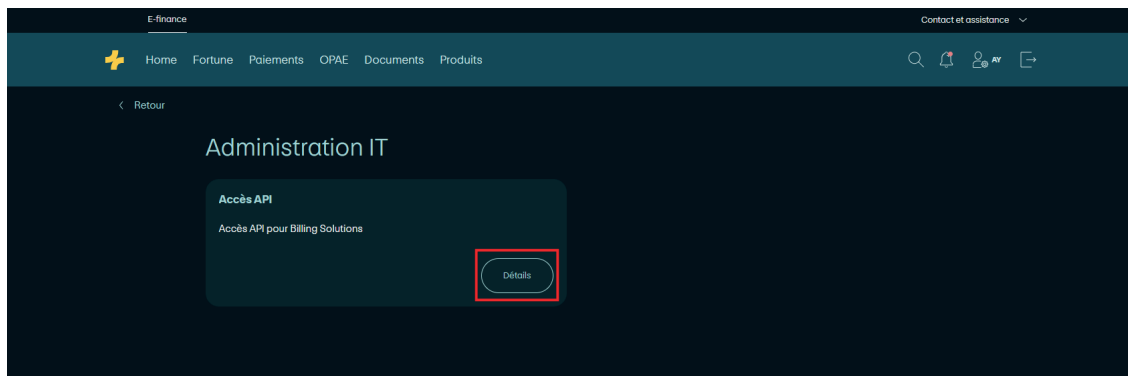 E-finance
Contact et assistance
Home Fortune Paiements OPAE Documents Produits
AY
Retour
Administration IT
Accès API
Accès API pour Billing Solutions
Détails